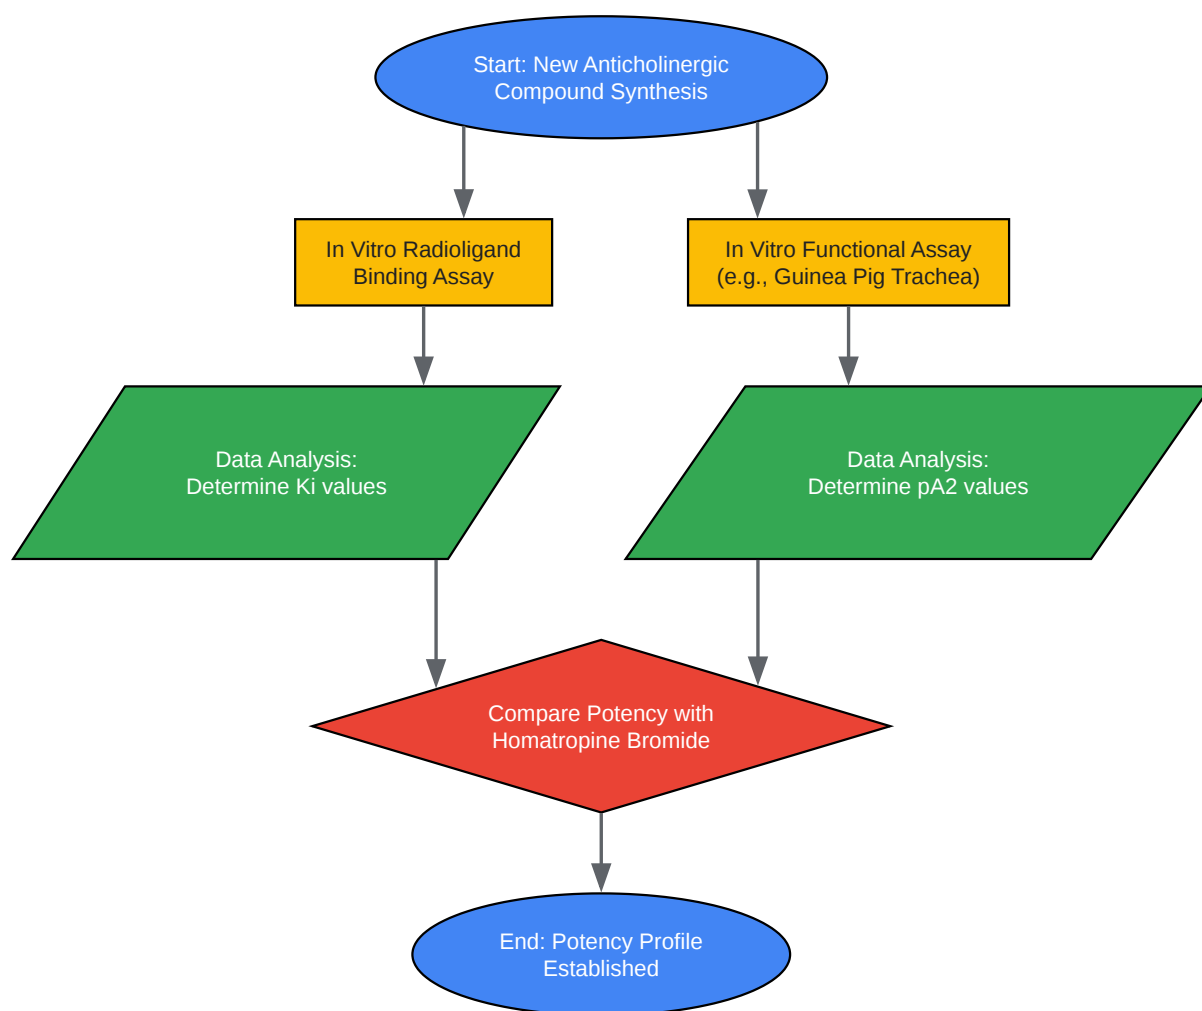 Start: New Anticholinergic
Compound Synthesis
In Vitro Radioligand
Binding Assay
In Vitro Functional Assay
(e.g., Guinea Pig Trachea)
Data Analysis:
Determine Ki values
Data Analysis:
Determine pA2 values
Compare Potency with
Homatropine Bromide
End: Potency Profile
Established